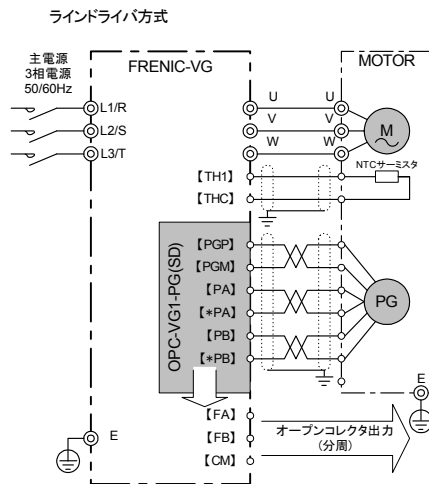 ラインドライバ方式
主電源
3相電源
50/60Hz
FRENIC-VG
MOTOR
L1/R
L2/S
L3/T
U
V
W
U
V
W
M
【TH1】
【THC】
NTCサーミスタ
OPC-VG1-PG(SD)
【PGP】
【PGM】
【PA】
【*PA】
【PB】
【*PB】
PG
E
E
【FA】
【FB】
【CM】
オープンコレクタ出力
(分周)